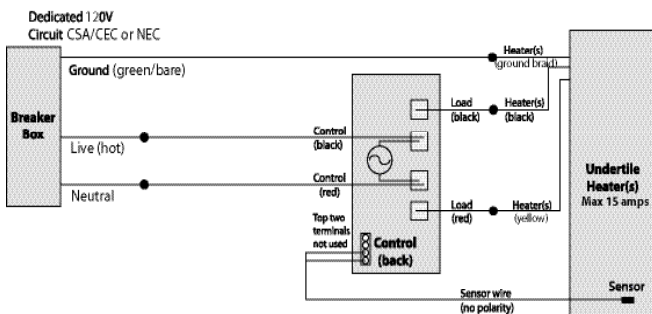 Dedicated 120V
Circuit CSA/CEC or NEC
Breaker
Box
Ground (green/bare)
Live (hot)
Neutral
Control
(black)
Control
(red)
Top two
terminals
not used
Control
(back)
Load
(black)
Load
(red)
Heater(s)
(ground braid)
Heater(s)
(black)
Heater(s)
(yellow)
Undertile
Heater(s)
Max 15 amps
Sensor
Sensor wire
(no polarity)